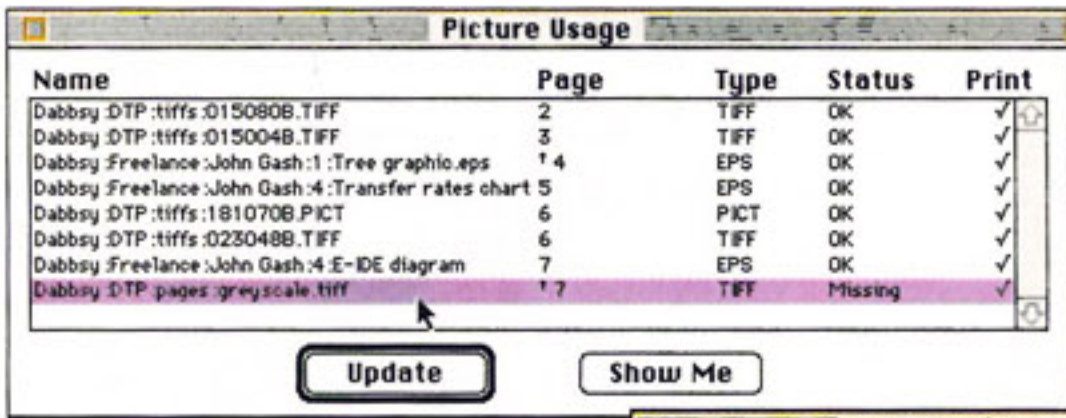 Picture Usage
Name Page Type Status Print
Dabbsy :DTP :tiffs :015080B.TIFF 2 TIFF OK √
Dabbsy :DTP :tiffs :015004B.TIFF 3 TIFF OK √
Dabbsy :Freelance :John Gash :1 :Tree graphic.eps † 4 EPS OK √
Dabbsy :Freelance :John Gash :4 :Transfer rates chart 5 EPS OK √
Dabbsy :DTP :tiffs :181070B.PICT 6 PICT OK √
Dabbsy :DTP :tiffs :023048B.TIFF 6 TIFF OK √
Dabbsy :Freelance :John Gash :4 :E-IDE diagram 7 EPS OK √
Dabbsy :DTP :pages :greyscale.tiff † 7 TIFF Missing √
Update Show Me